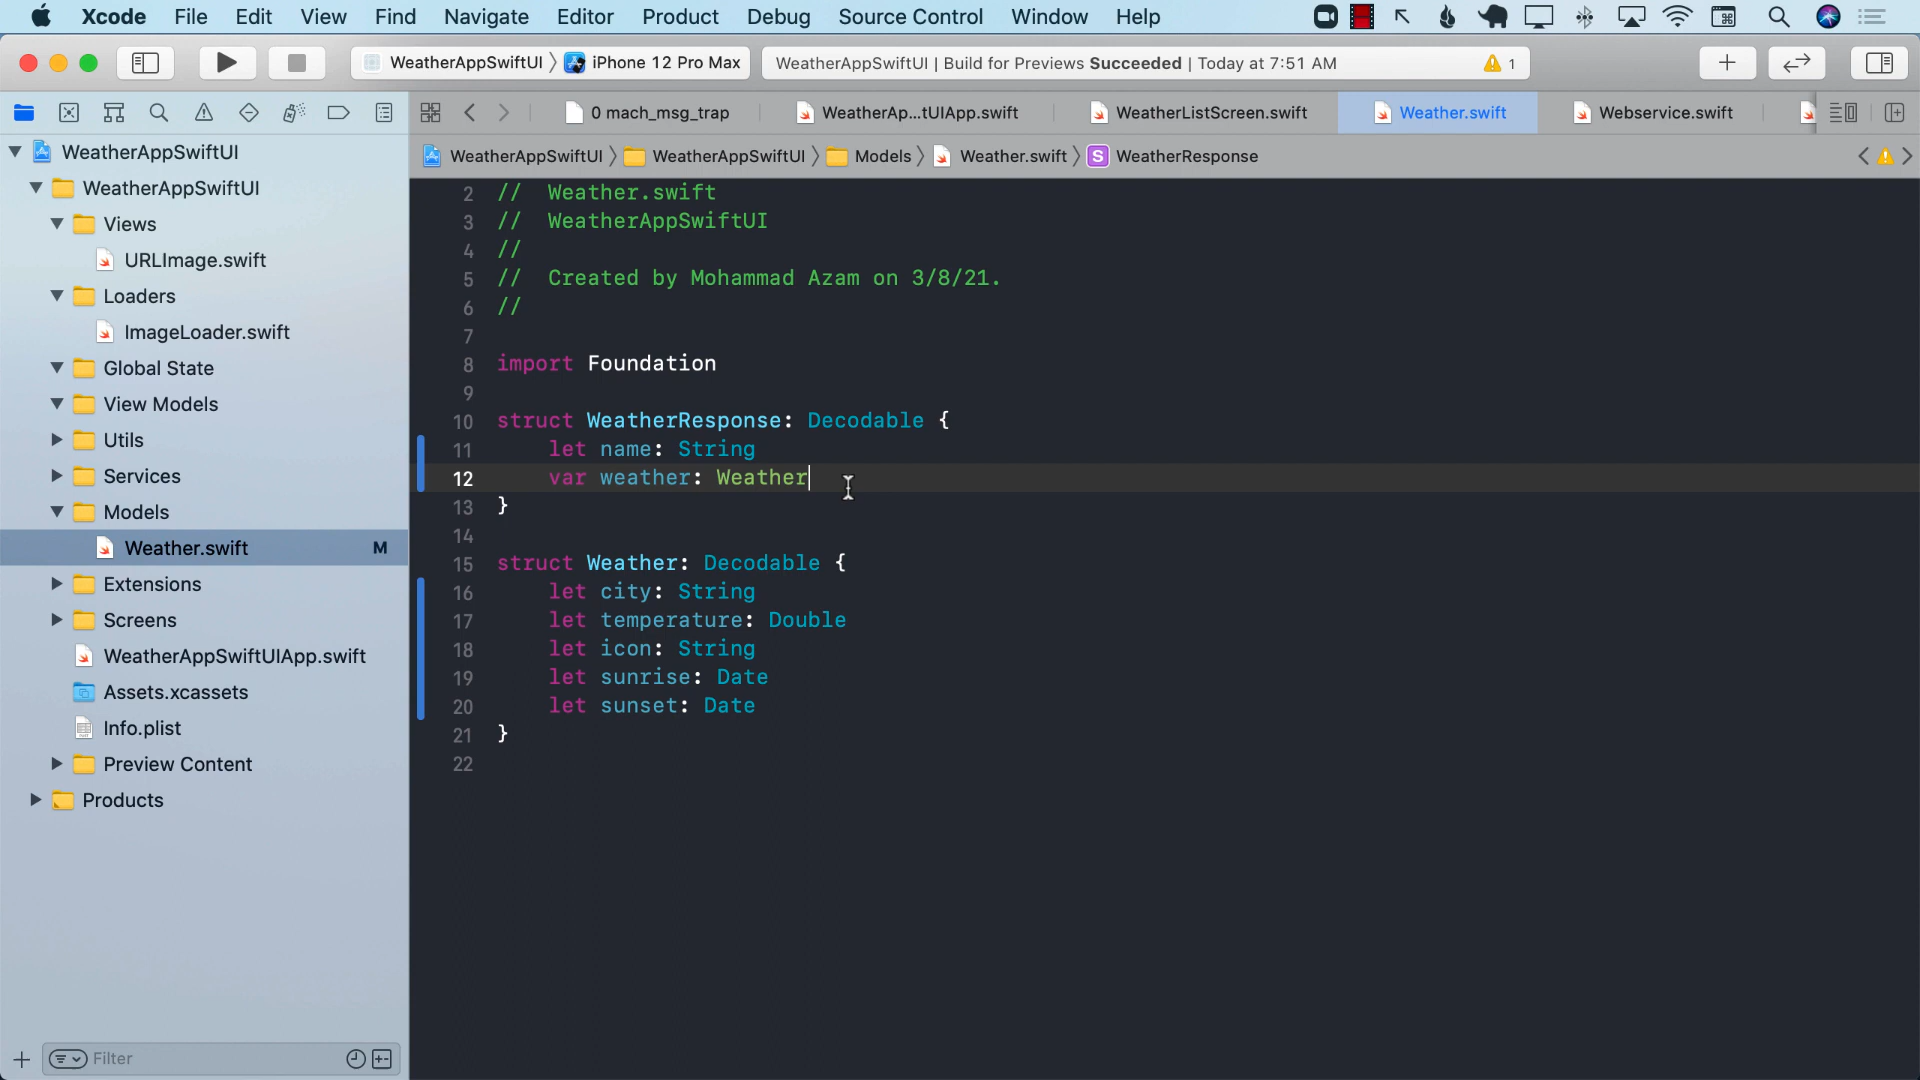 Xcode File Edit View Find Navigate Editor Product Debug Source Control Window Help
WeatherAppSwiftUI iPhone 12 Pro Max WeatherAppSwiftUI | Build for Previews Succeeded | Today at 7:51 AM 1
0 mach_msg_trap WeatherAp...tUIApp.swift WeatherListScreen.swift Weather.swift Webservice.swift
WeatherAppSwiftUI WeatherAppSwiftUI Models Weather.swift S WeatherResponse
WeatherAppSwiftUI
WeatherAppSwiftUI
Views
URLImage.swift
Loaders
ImageLoader.swift
Global State
View Models
Utils
Services
Models
Weather.swift M
Extensions
Screens
WeatherAppSwiftUIApp.swift
Assets.xcassets
Info.plist
Preview Content
Products
Filter
2 // Weather.swift
3 // WeatherAppSwiftUI
4 //
5 // Created by Mohammad Azam on 3/8/21.
6 //
7
8 import Foundation
9
10 struct WeatherResponse: Decodable {
11 let name: String
12 var weather: Weather
13 }
14
15 struct Weather: Decodable {
16 let city: String
17 let temperature: Double
18 let icon: String
19 let sunrise: Date
20 let sunset: Date
21 }
22